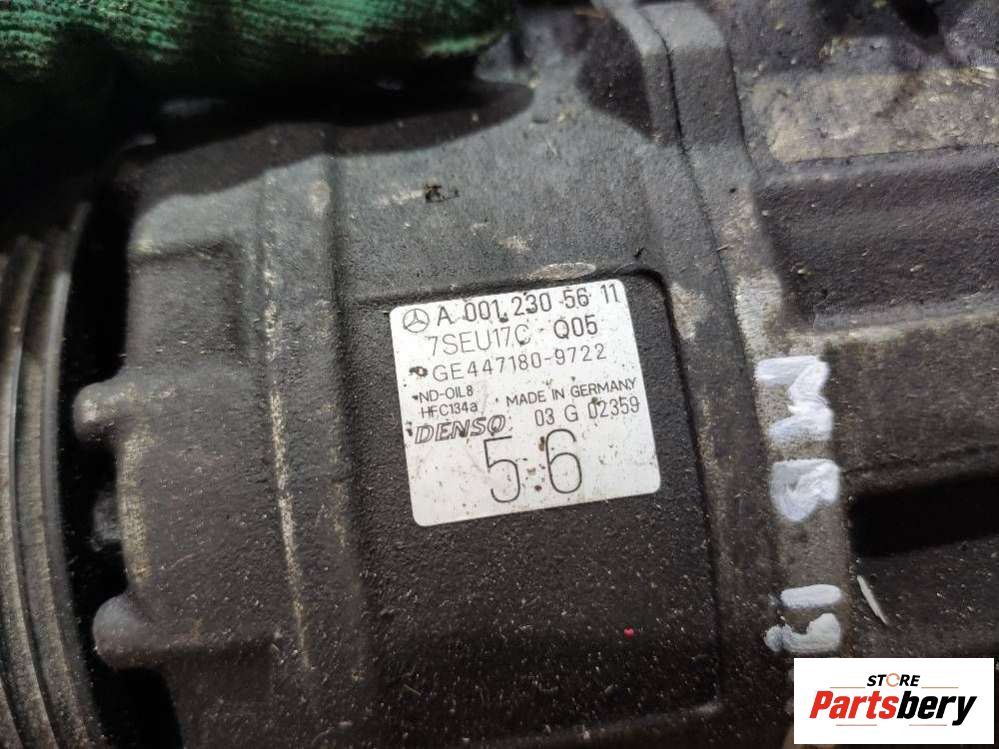 A 001 230 56 11
7SEU17C Q05
GE447180-9722
ND-OIL8
HFC134a MADE IN GERMANY
DENSO 03 G 02359
5.6
STORE
Partsbery